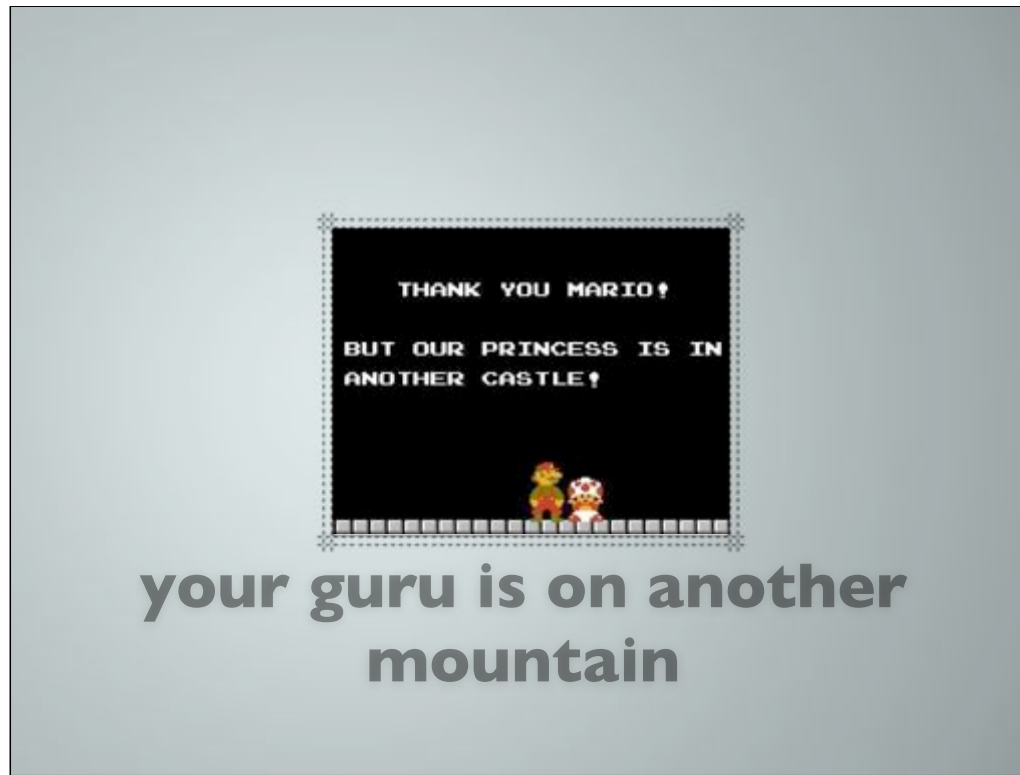 THANK YOU MARIO!
BUT OUR PRINCESS IS IN
ANOTHER CASTLE!
your guru is on another
mountain